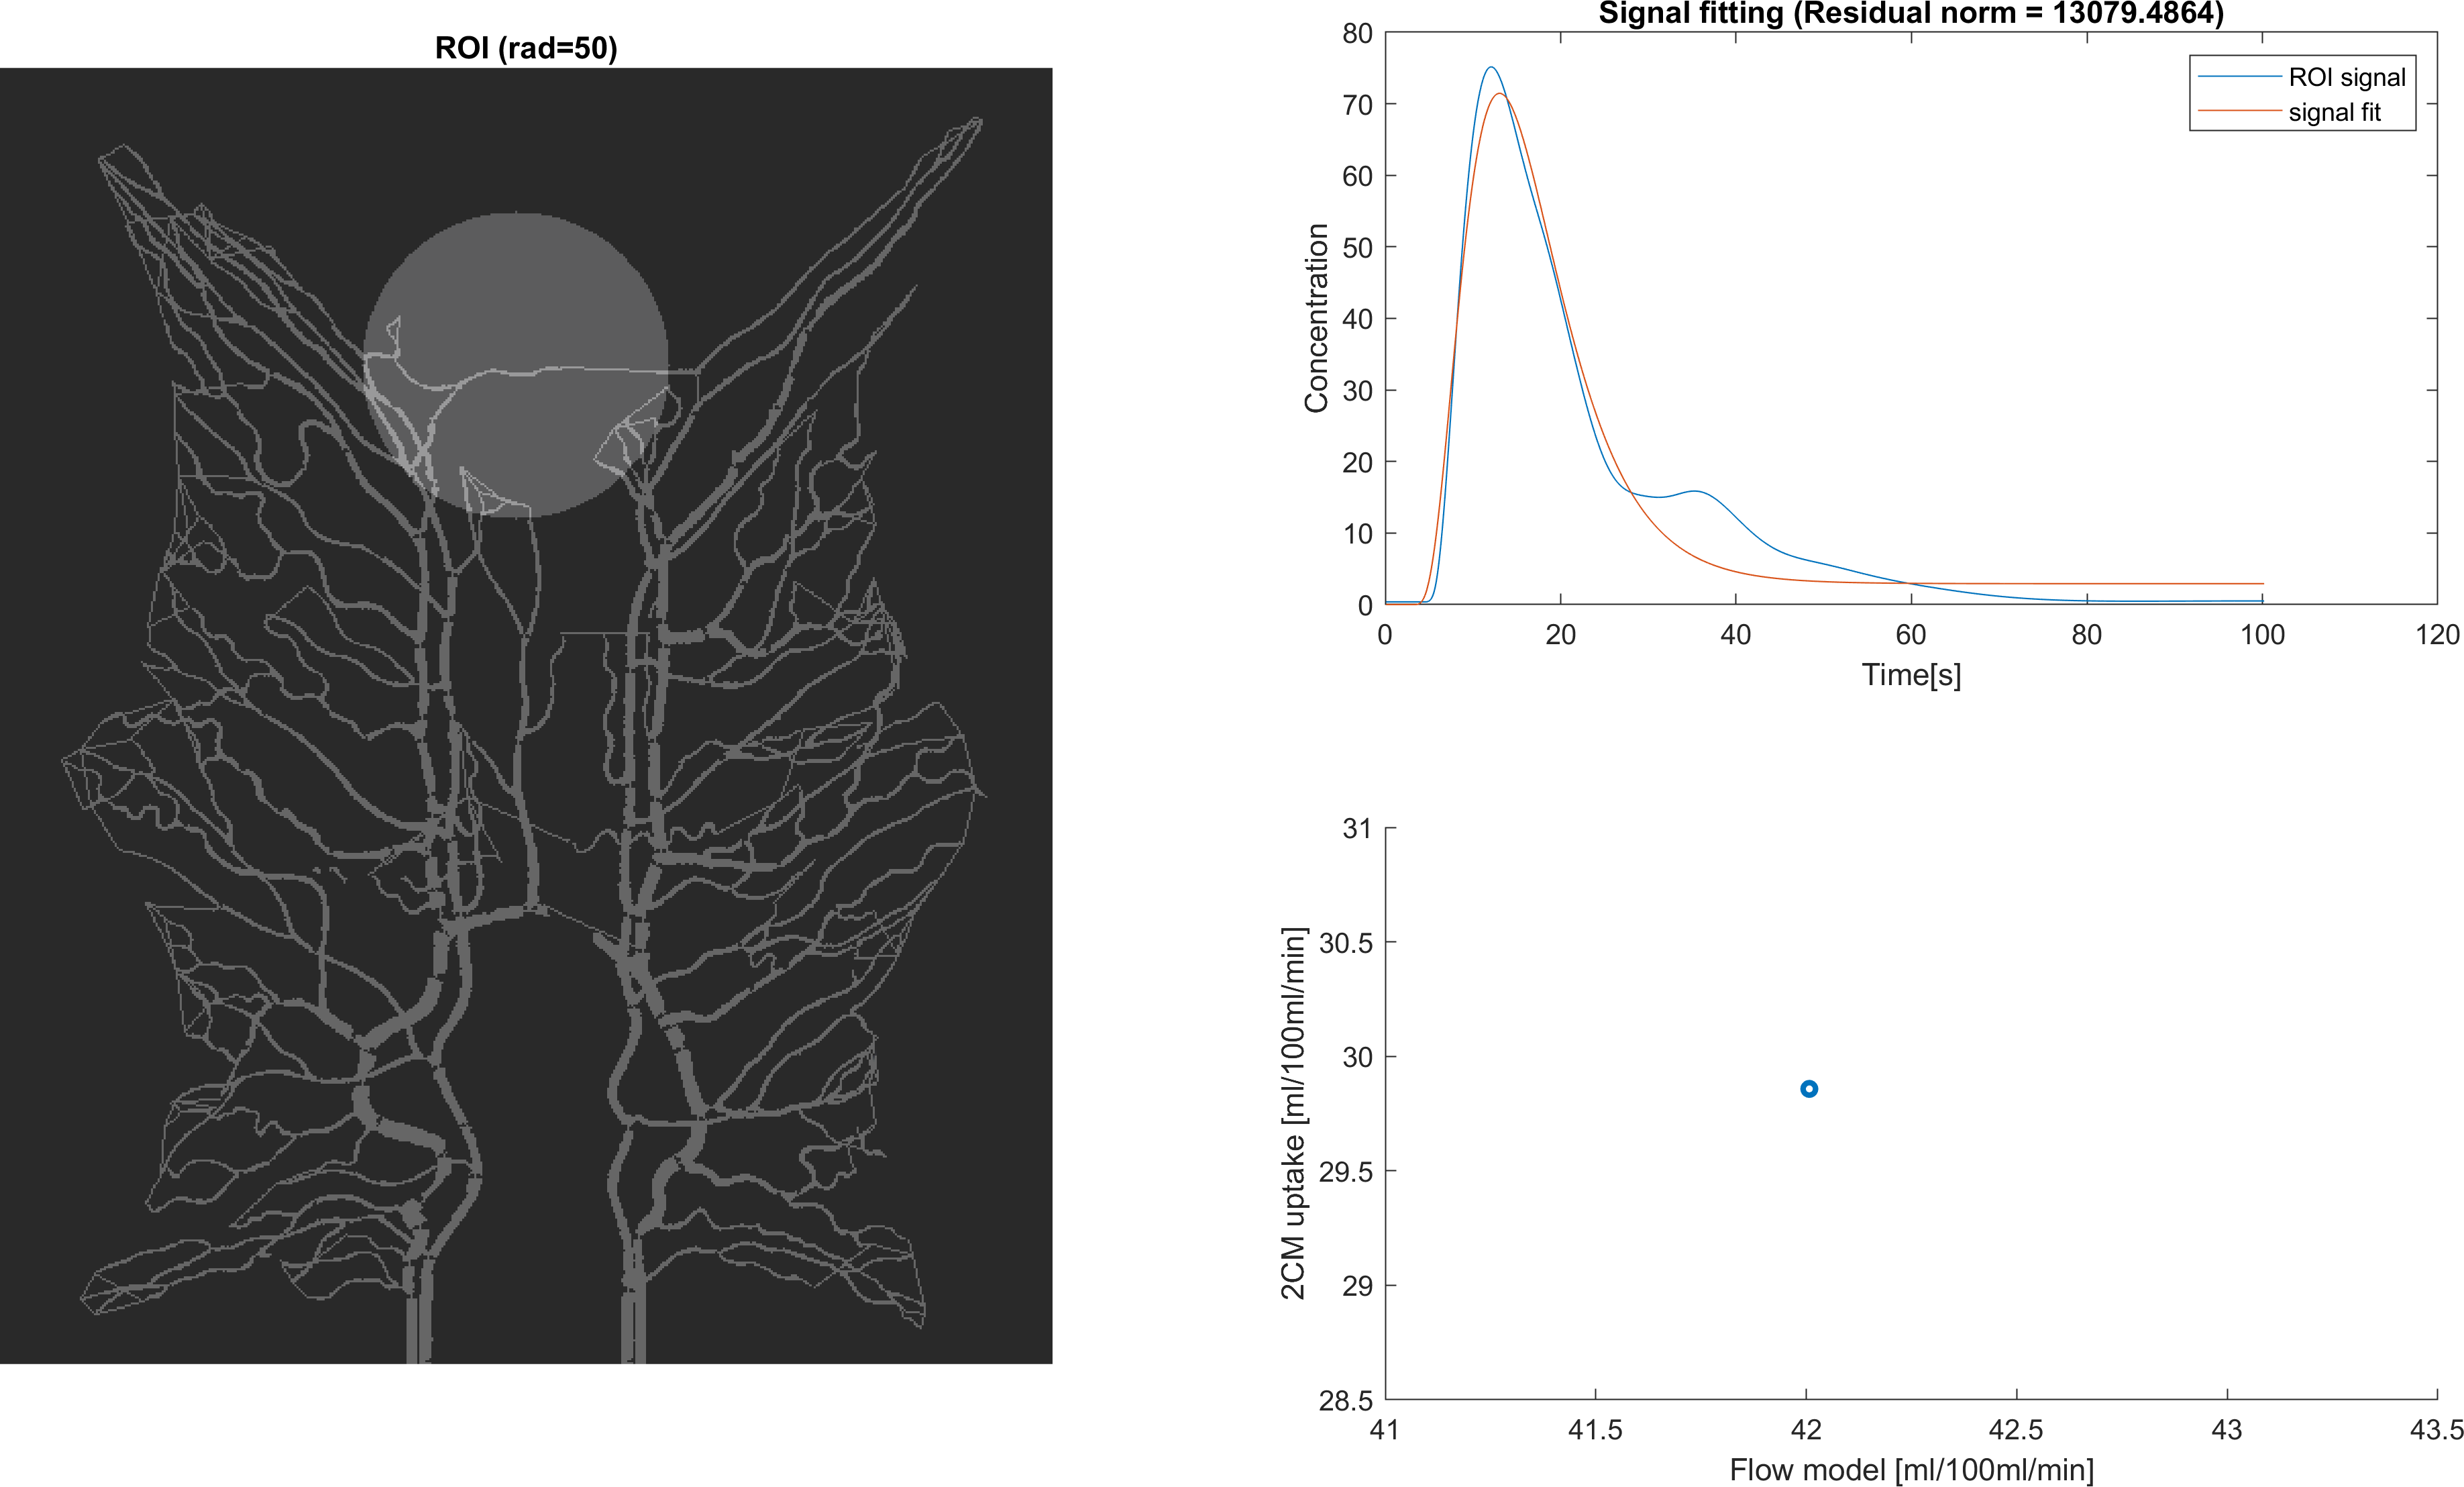 ROI (rad=50)
Signal fitting (Residual norm = 13079.4864)
80
70
60
50
40
30
20
10
0
Concentration
ROI signal
signal fit
0 20 40 60 80 100 120
Time[s]
31
30.5
30
29.5
29
28.5
2CM uptake [ml/100ml/min]
41 41.5 42 42.5 43 43.5
Flow model [ml/100ml/min]